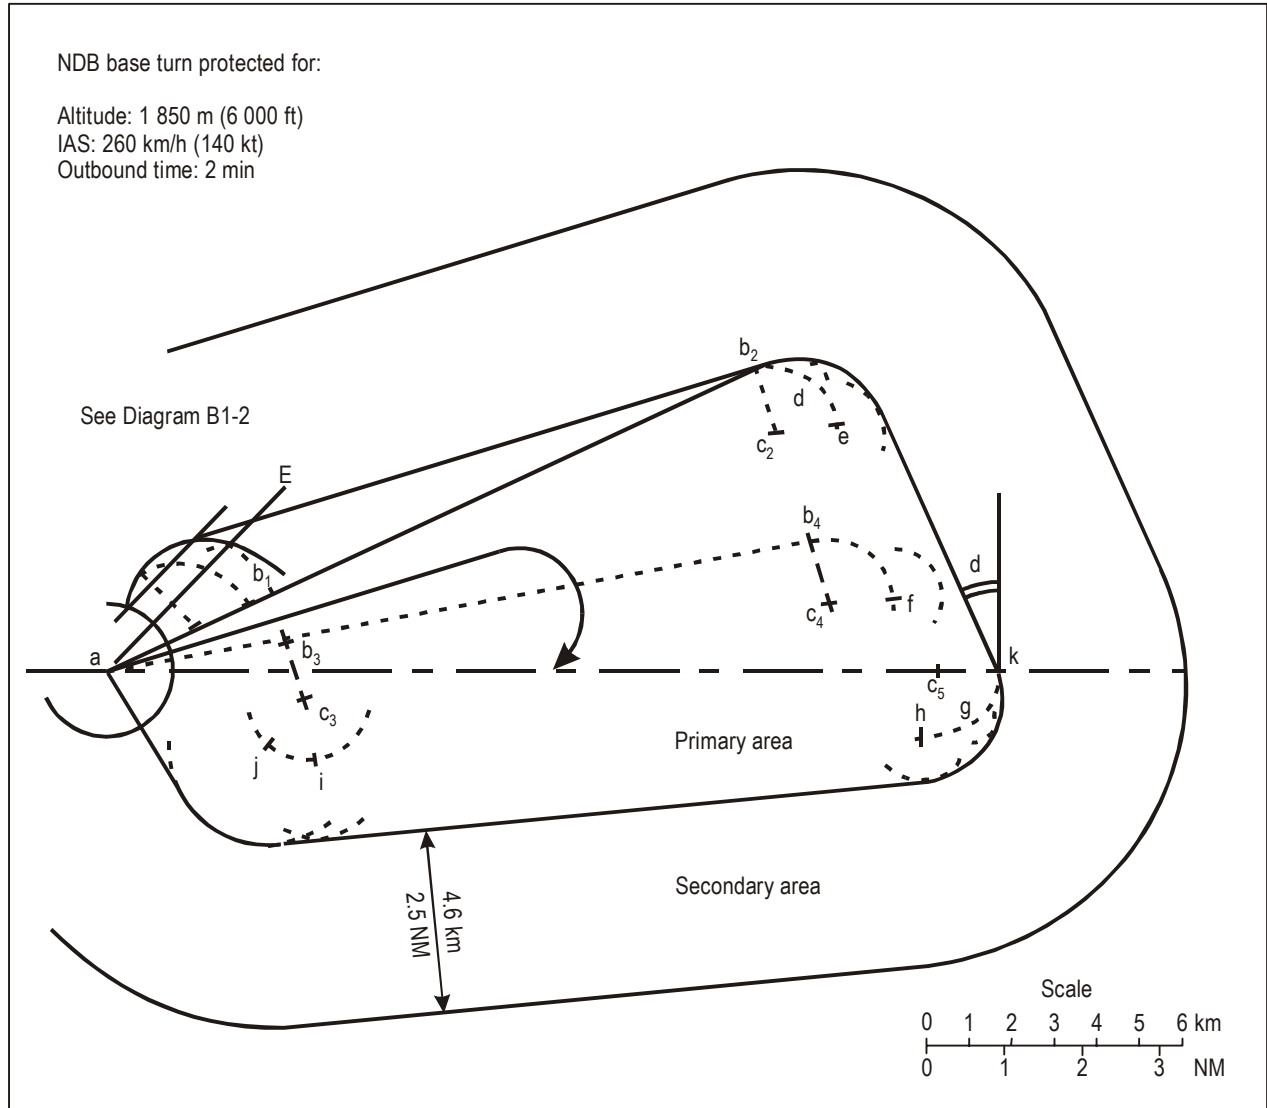 NDB base turn protected for:
Altitude: 1 850 m (6 000 ft)
IAS: 260 km/h (140 kt)
Outbound time: 2 min
b2
d
c2
e
See Diagram B1-2
E
b4
b1
d
c4
f
a
b3
k
c5
c3
h
g
Primary area
j
i
Secondary area
4.6 km
2.5 NM
Scale
0 1 2 3 4 5 6 km
0 1 2 3 NM